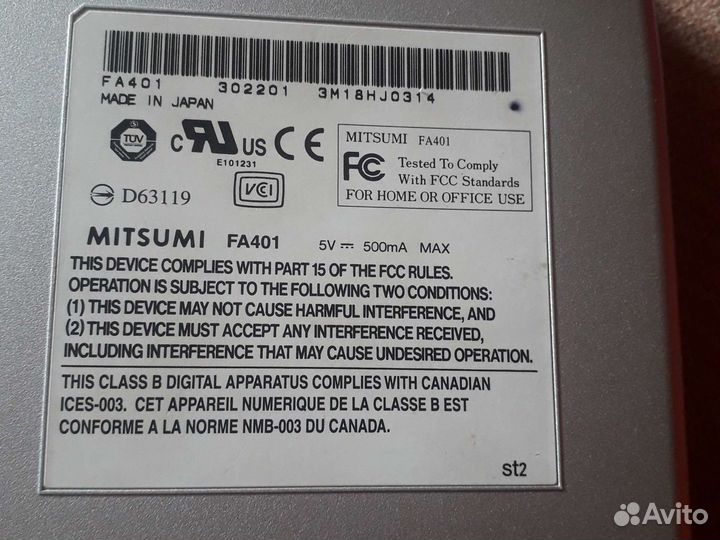 FA401 302201 3M18HJ0314
MADE IN JAPAN
TÜV
C UR US CE
E101231
MITSUMI FA401
FC Tested To Comply
With FCC Standards
FOR HOME OR OFFICE USE
D63119
VCI
MITSUMI FA401 5V 500mA MAX
THIS DEVICE COMPLIES WITH PART 15 OF THE FCC RULES.
OPERATION IS SUBJECT TO THE FOLLOWING TWO CONDITIONS:
(1) THIS DEVICE MAY NOT CAUSE HARMFUL INTERFERENCE, AND
(2) THIS DEVICE MUST ACCEPT ANY INTERFERENCE RECEIVED,
INCLUDING INTERFERENCE THAT MAY CAUSE UNDESIRED OPERATION.
THIS CLASS B DIGITAL APPARATUS COMPLIES WITH CANADIAN
ICES-003. CET APPAREIL NUMERIQUE DE LA CLASSE B EST
CONFORME A LA NORME NMB-003 DU CANADA.
st2
Avito